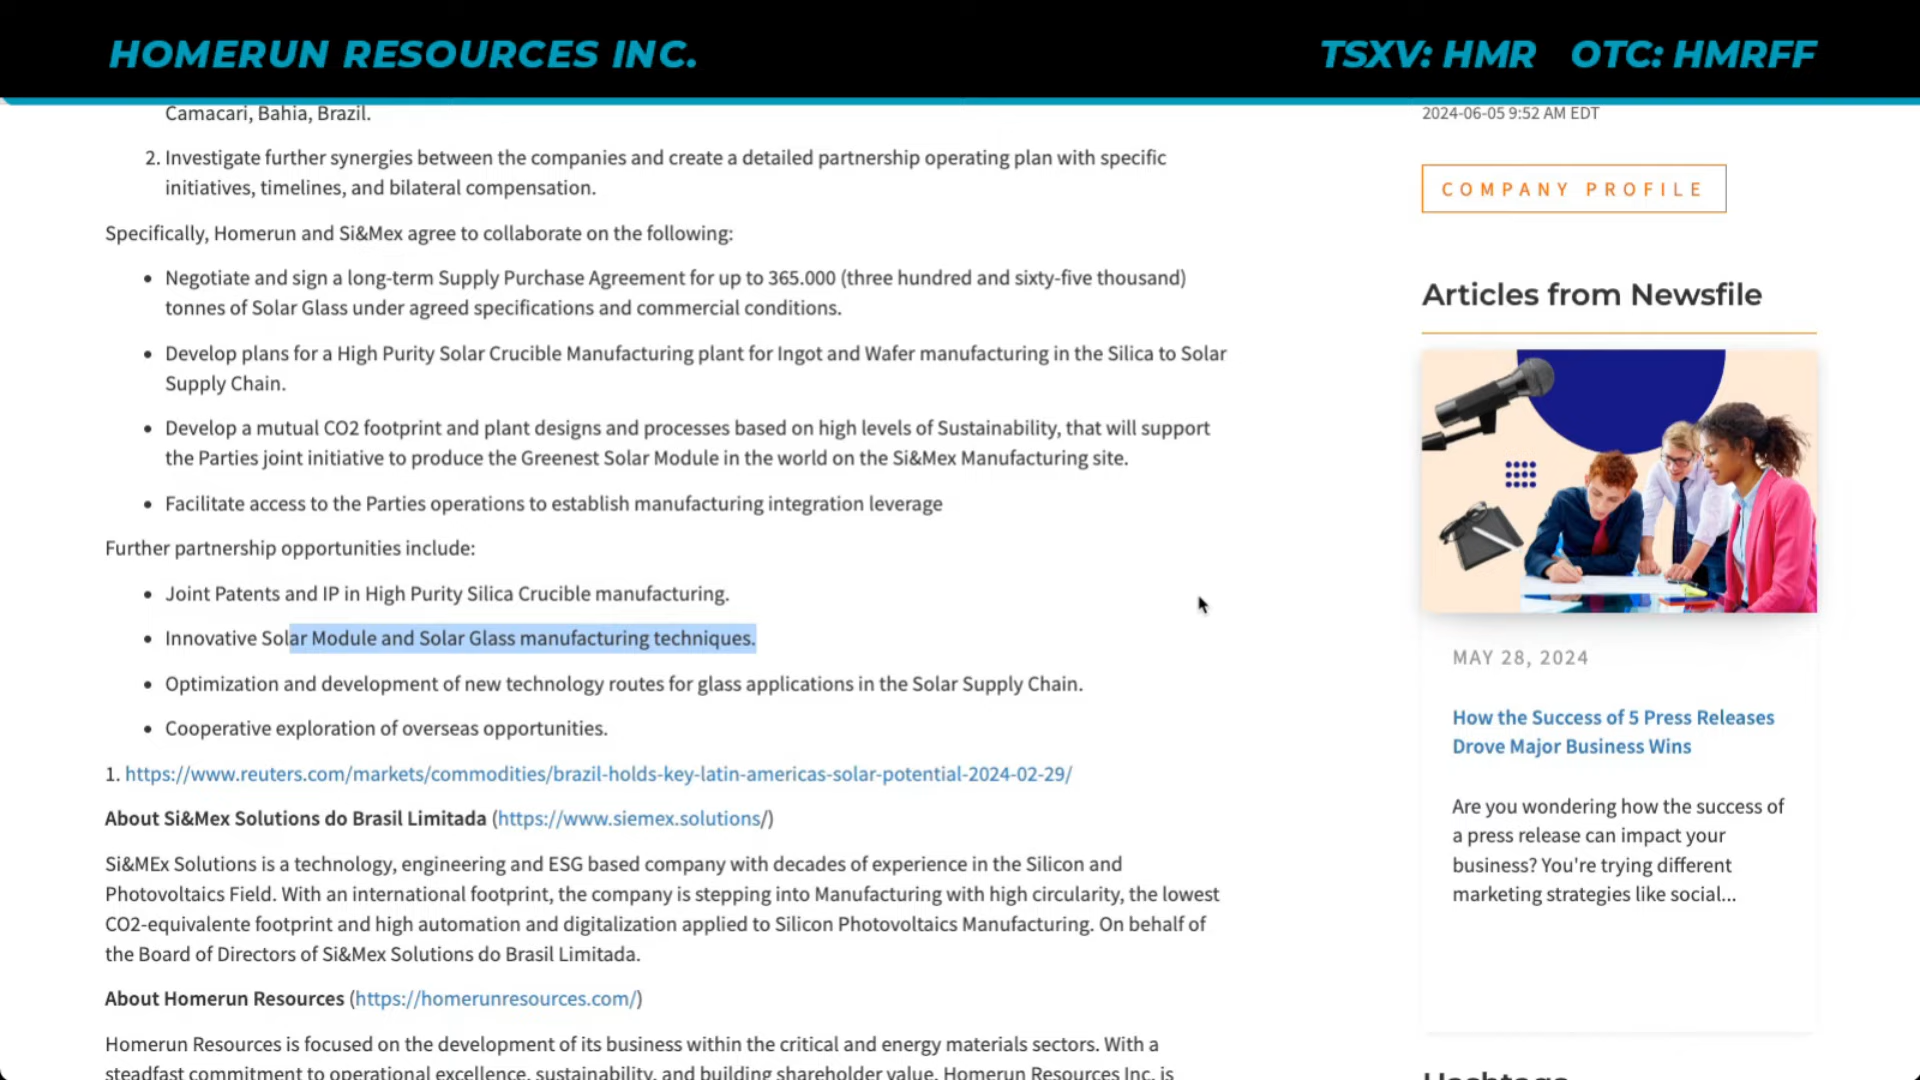 HOMERUN RESOURCES INC.
TSXV: HMR OTC: HMRFF
Camacari, Bahia, Brazil.
2. Investigate further synergies between the companies and create a detailed partnership operating plan with specific
initiatives, timelines, and bilateral compensation.
Specifically, Homerun and Si&Mex agree to collaborate on the following:
• Negotiate and sign a long-term Supply Purchase Agreement for up to 365.000 (three hundred and sixty-five thousand)
tonnes of Solar Glass under agreed specifications and commercial conditions.
• Develop plans for a High Purity Solar Crucible Manufacturing plant for Ingot and Wafer manufacturing in the Silica to Solar
Supply Chain.
• Develop a mutual CO2 footprint and plant designs and processes based on high levels of Sustainability, that will support
the Parties joint initiative to produce the Greenest Solar Module in the world on the Si&Mex Manufacturing site.
• Facilitate access to the Parties operations to establish manufacturing integration leverage
Further partnership opportunities include:
• Joint Patents and IP in High Purity Silica Crucible manufacturing.
• Innovative Solar Module and Solar Glass manufacturing techniques.
• Optimization and development of new technology routes for glass applications in the Solar Supply Chain.
• Cooperative exploration of overseas opportunities.
1. https://www.reuters.com/markets/commodities/brazil-holds-key-latin-americas-solar-potential-2024-02-29/
About Si&Mex Solutions do Brasil Limitada (https://www.siemex.solutions/)
Si&MEx Solutions is a technology, engineering and ESG based company with decades of experience in the Silicon and
Photovoltaics Field. With an international footprint, the company is stepping into Manufacturing with high circularity, the lowest
CO2-equivalente footprint and high automation and digitalization applied to Silicon Photovoltaics Manufacturing. On behalf of
the Board of Directors of Si&Mex Solutions do Brasil Limitada.
About Homerun Resources (https://homerunresources.com/)
Homerun Resources is focused on the development of its business within the critical and energy materials sectors. With a
steadfast commitment to operational excellence, sustainability, and building shareholder value, Homerun Resources Inc. is
2024-06-05 9:52 AM EDT
COMPANY PROFILE
Articles from Newsfile
MAY 28, 2024
How the Success of 5 Press Releases
Drove Major Business Wins
Are you wondering how the success of
a press release can impact your
business? You're trying different
marketing strategies like social...
Hashtags